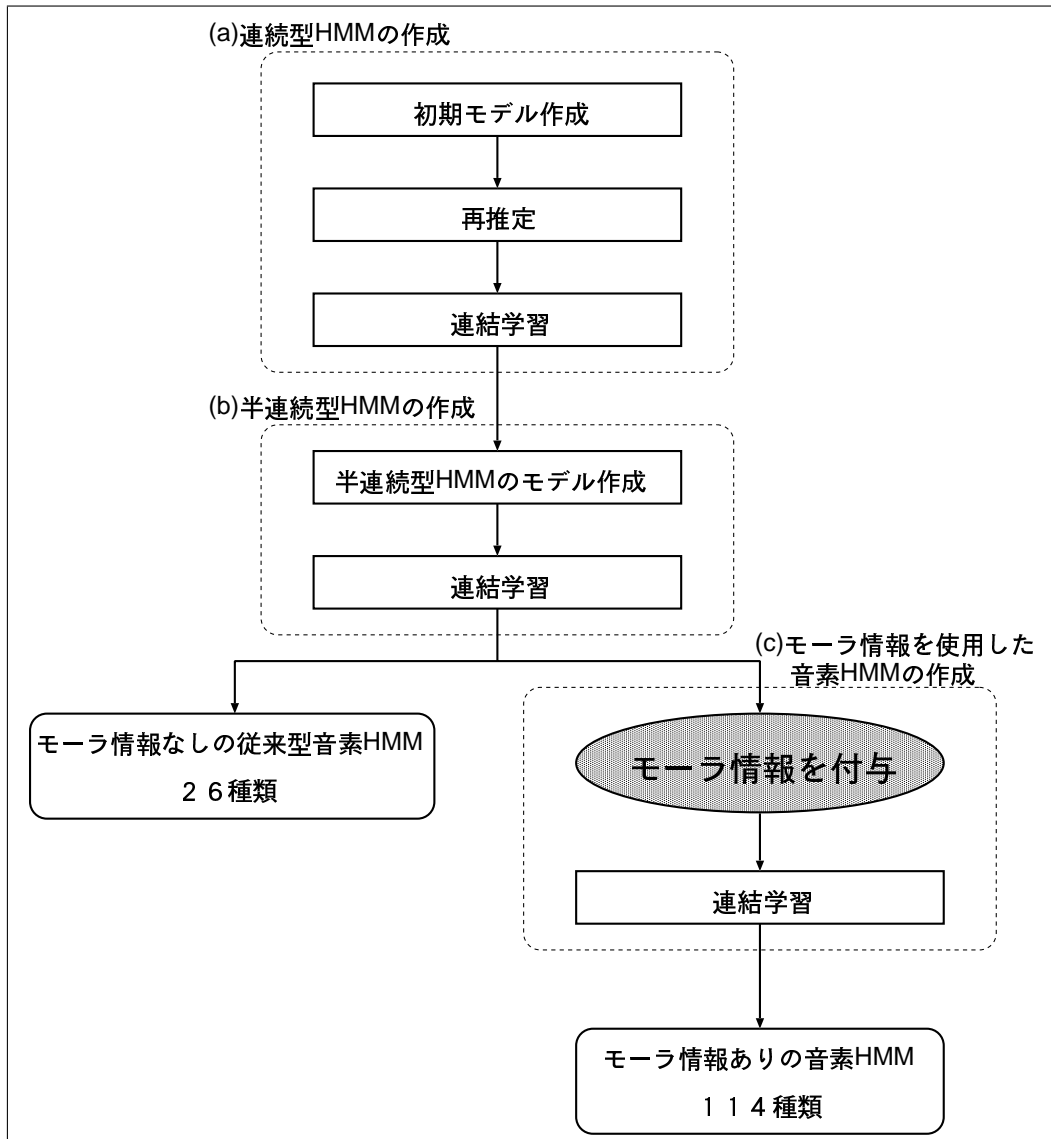 (a)連続型HMMの作成
初期モデル作成
再推定
連結学習
(b)半連続型HMMの作成
半連続型HMMのモデル作成
連結学習
モーラ情報なしの従来型音素HMM
２６種類
(c)モーラ情報を使用した
音素HMMの作成
モーラ情報を付与
連結学習
モーラ情報ありの音素HMM
１１４種類